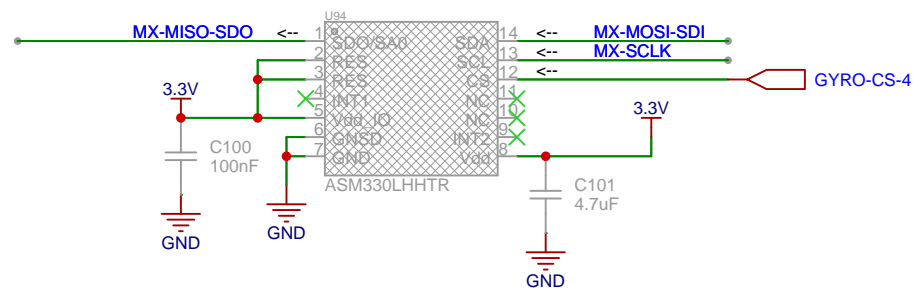 U94
MX-MISO-SDO
<--
1
SDO/SA0
2
RES
3
RES
4
INT1
5
Vdd_IO
6
GNSD
7
GND
14
SDA
<--
MX-MOSI-SDI
13
SCL
<--
MX-SCLK
12
CS
<--
GYRO-CS-4
11
NC
10
NC
9
INT2
8
Vdd
ASM330LHHTR
3.3V
C100
100nF
GND
GND
3.3V
C101
4.7uF
GND